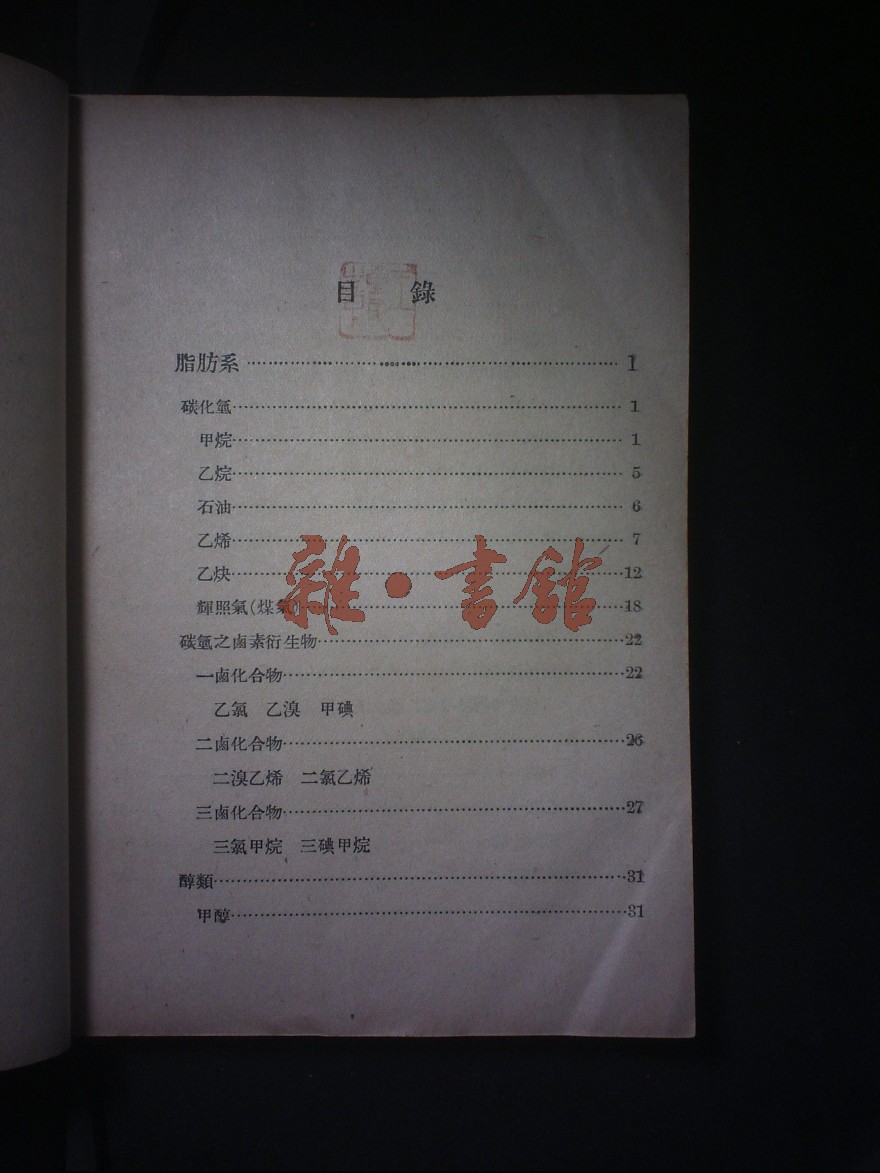 目 錄
脂肪系 1
碳化氫 1
甲烷 1
乙烷 5
石油 6
乙烯 7
乙炔 12
輝照氣(煤氣) 18
雜·書館
碳氫之鹵素衍生物 22
一鹵化合物 22
乙氯 乙溴 甲碘
二鹵化合物 26
二溴乙烯 二氯乙烯
三鹵化合物 27
三氯甲烷 三碘甲烷
醇類 31
甲醇 31